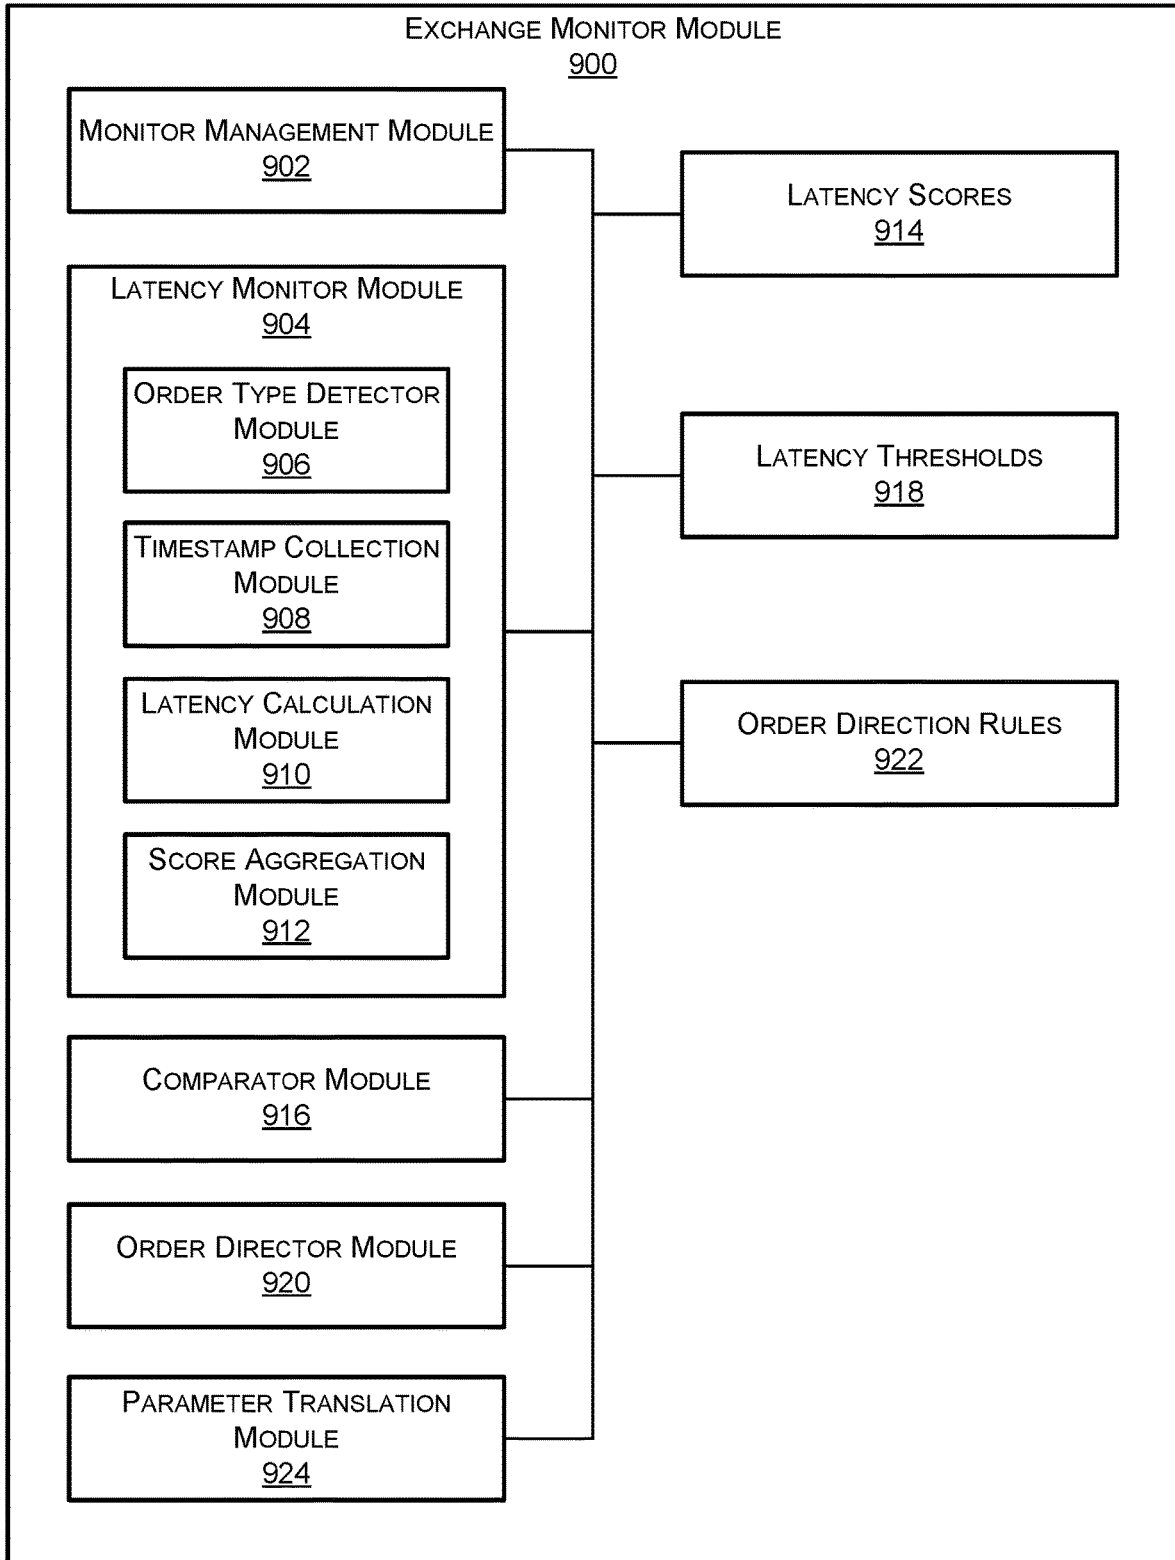 EXCHANGE MONITOR MODULE
900
MONITOR MANAGEMENT MODULE
902
LATENCY MONITOR MODULE
904
ORDER TYPE DETECTOR
MODULE
906
TIMESTAMP COLLECTION
MODULE
908
LATENCY CALCULATION
MODULE
910
SCORE AGGREGATION
MODULE
912
COMPARATOR MODULE
916
ORDER DIRECTOR MODULE
920
PARAMETER TRANSLATION
MODULE
924
LATENCY SCORES
914
LATENCY THRESHOLDS
918
ORDER DIRECTION RULES
922